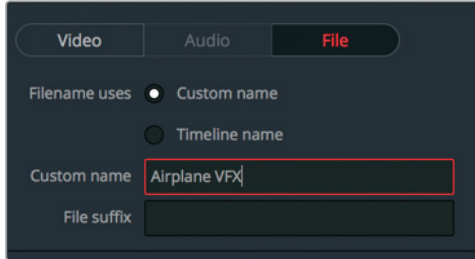 Video Audio File
Filename uses Custom name
Timeline name
Custom name Airplane VFX
File suffix